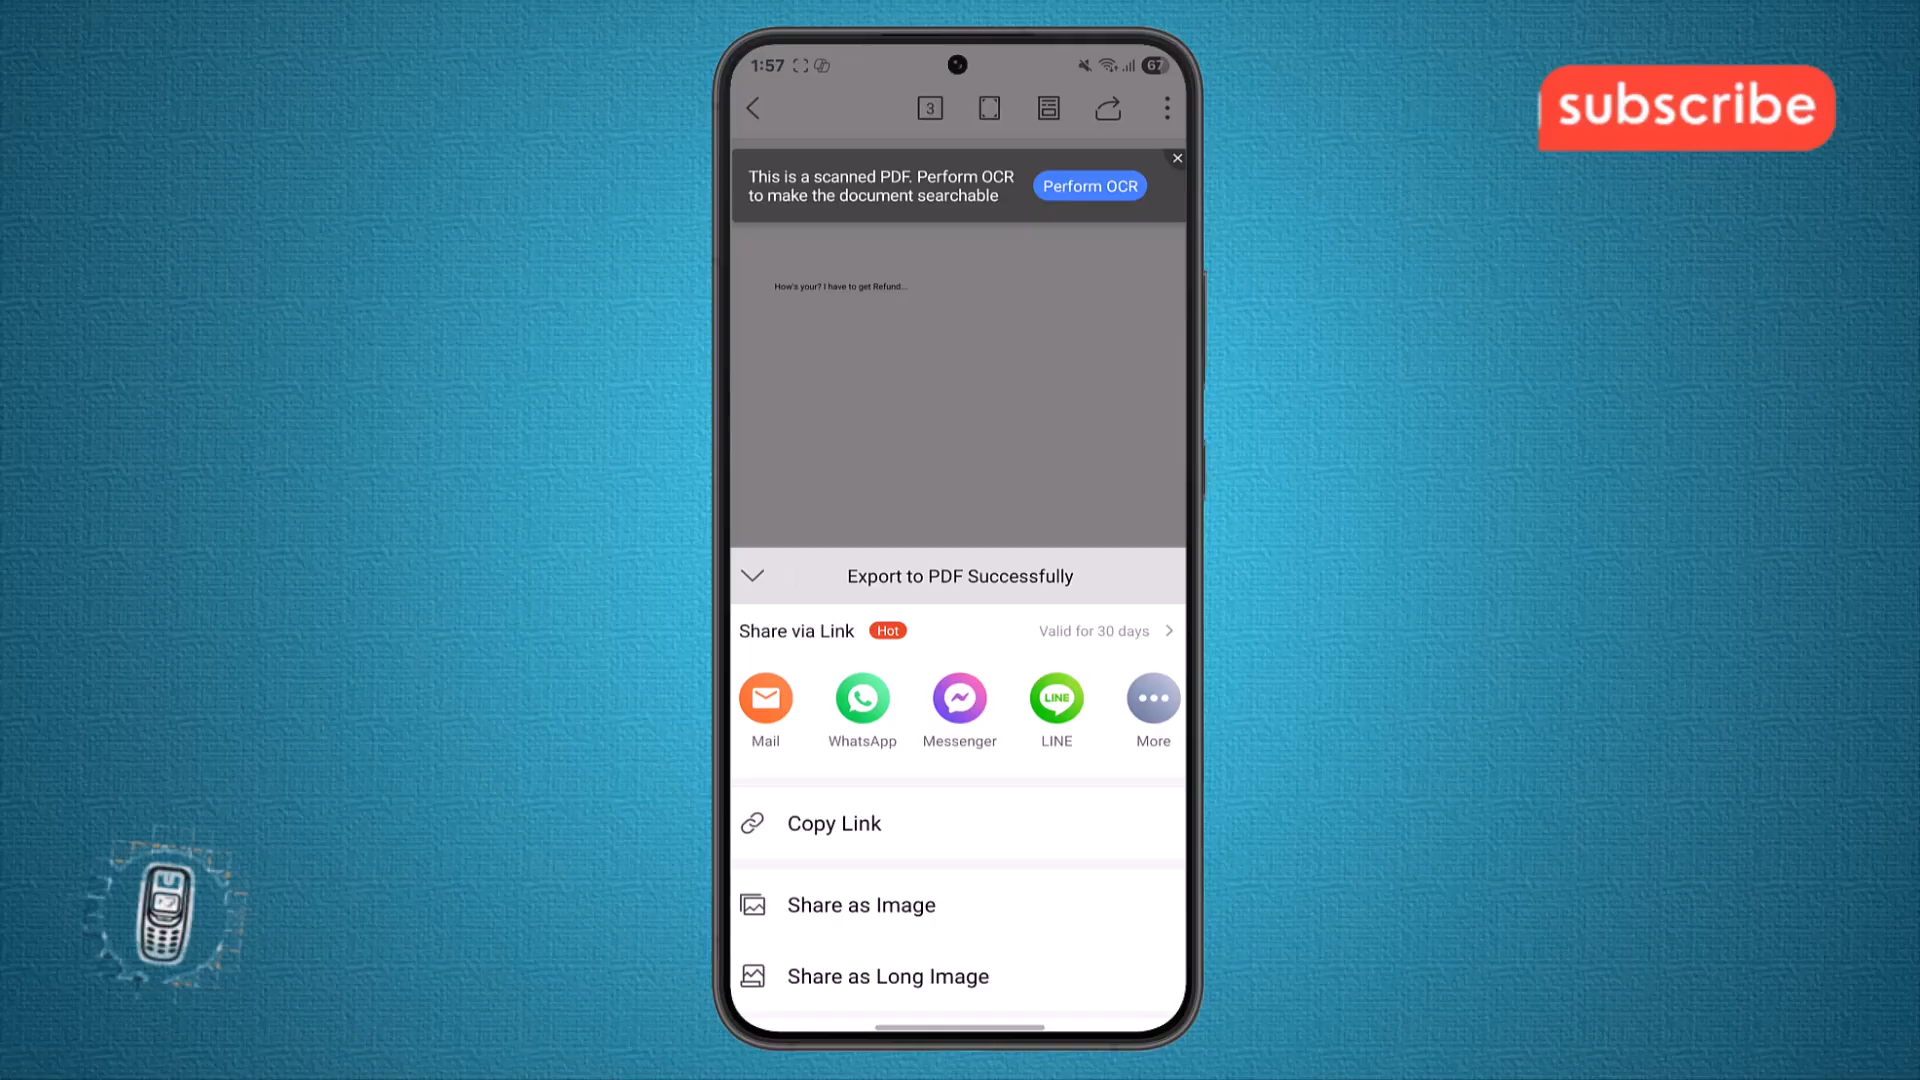 subscribe
1:57
67
3
This is a scanned PDF. Perform OCR
to make the document searchable
Perform OCR
How's your? I have to get Refund...
Export to PDF Successfully
Share via Link Hot Valid for 30 days
LINE
Mail WhatsApp Messenger LINE More
Copy Link
Share as Image
Share as Long Image